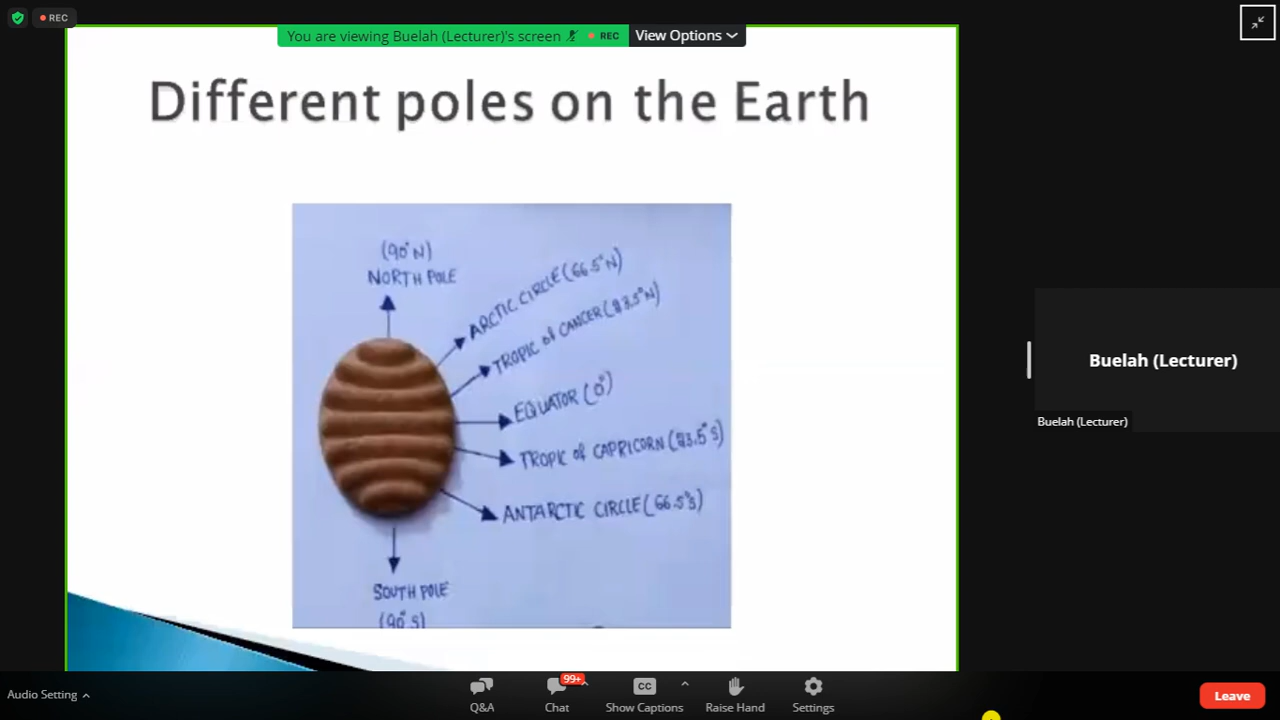 REC
You are viewing Buelah (Lecturer)'s screen REC View Options
Different poles on the Earth
(90°N)
NORTH POLE
ARCTIC CIRCLE (66.5°N)
TROPIC of CANCER (23.5°N)
EQUATOR (0°)
TROPIC of CAPRICORN (23.5°S)
ANTARCTIC CIRCLE (66.5°S)
SOUTH POLE
(90°S)
Buelah (Lecturer)
Buelah (Lecturer)
Audio Setting
Q&A
99+
Chat
CC
Show Captions
Raise Hand
Settings
Leave